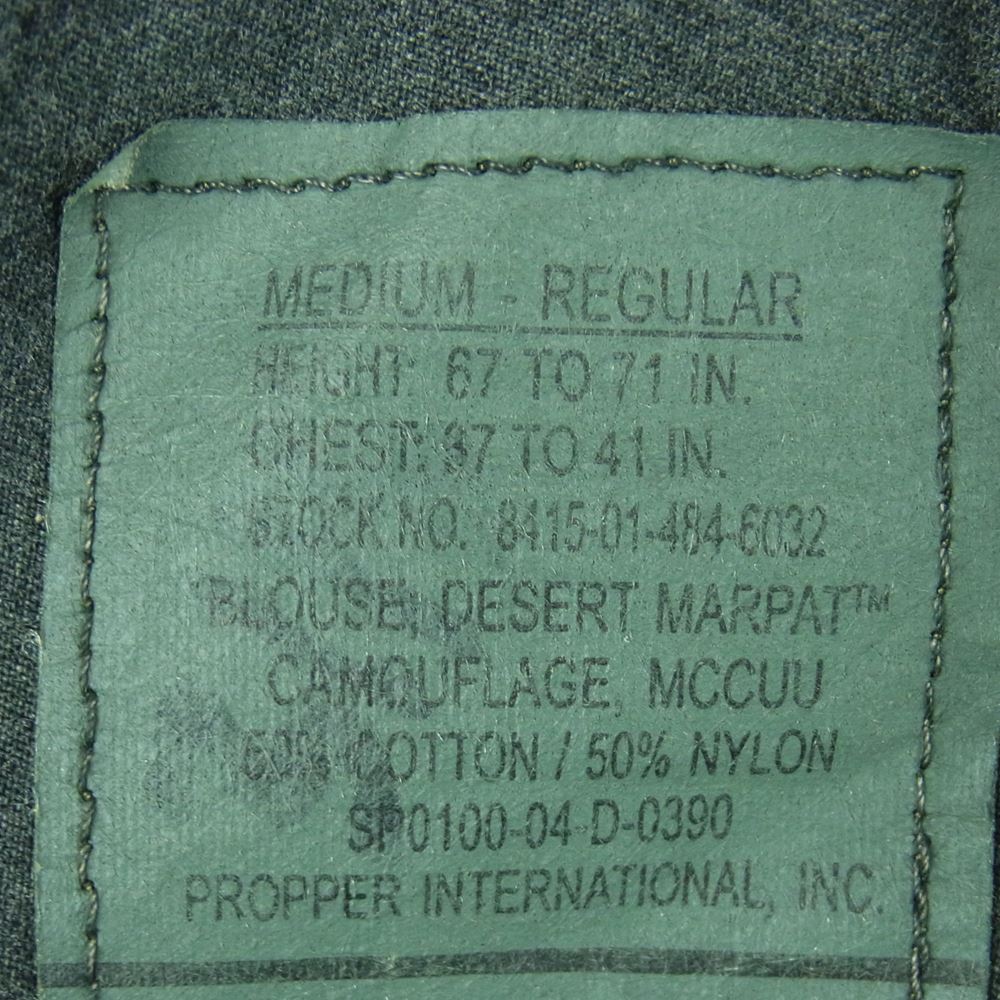 MEDIUM - REGULAR
HEIGHT: 67 TO 71 IN.
CHEST: 37 TO 41 IN.
STOCK NO. 8415-01-484-6032
BLOUSE, DESERT MARPAT™
CAMOUFLAGE, MCCUU
50% COTTON / 50% NYLON
SP0100-04-D-0390
PROPPER INTERNATIONAL, INC.